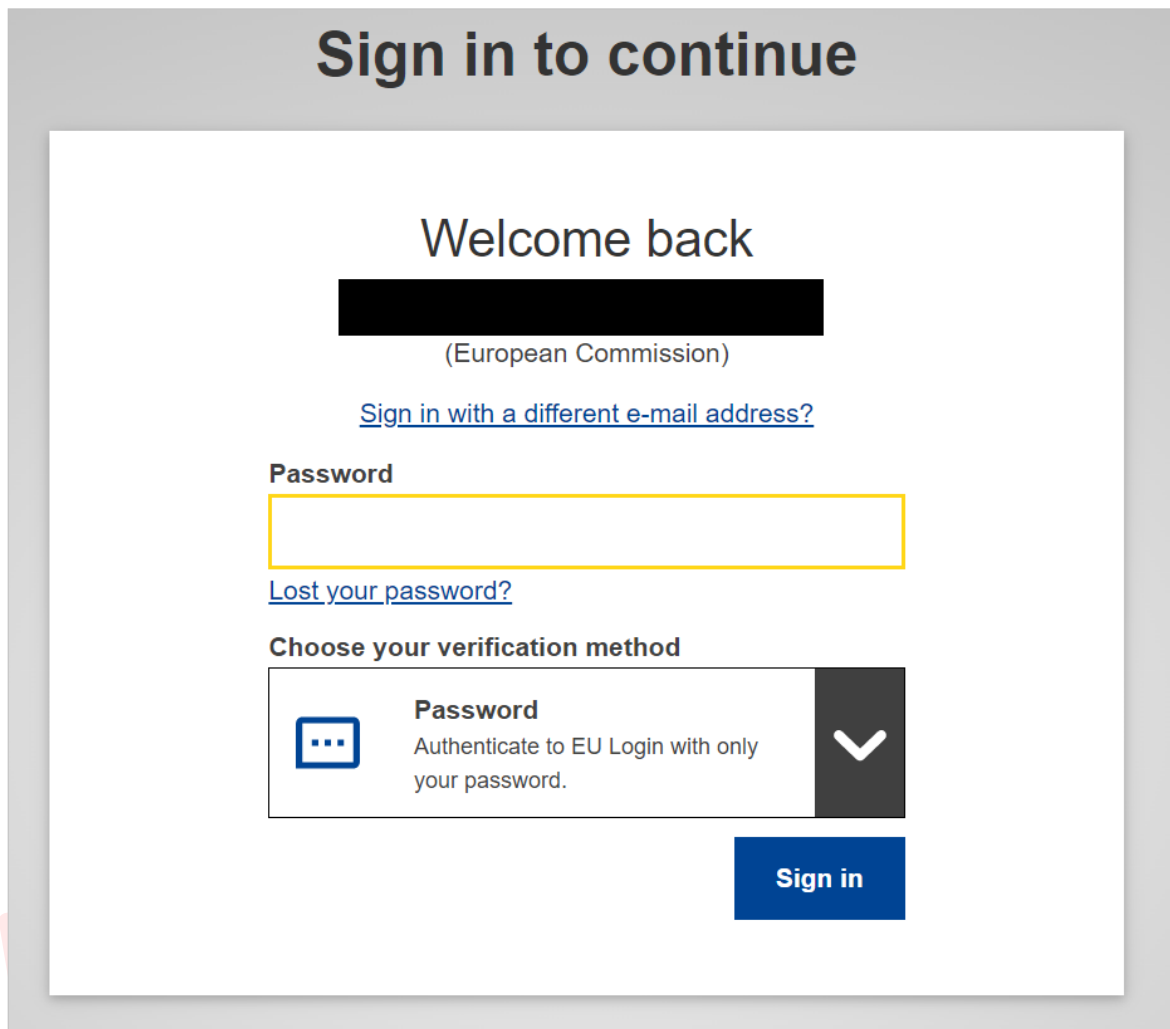 Sign in to continue
Welcome back
(European Commission)
Sign in with a different e-mail address?
Password
Lost your password?
Choose your verification method
Password
Authenticate to EU Login with only
your password.
Sign in